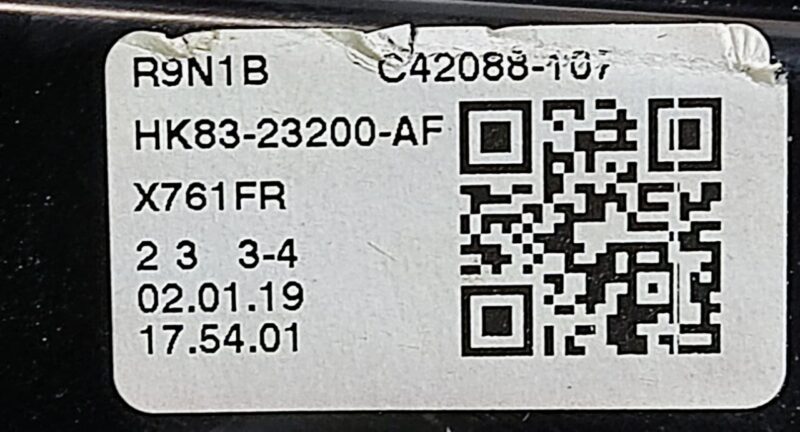 R9N1B C42088-107
HK83-23200-AF
X761FR
2 3 3-4
02.01.19
17.54.01